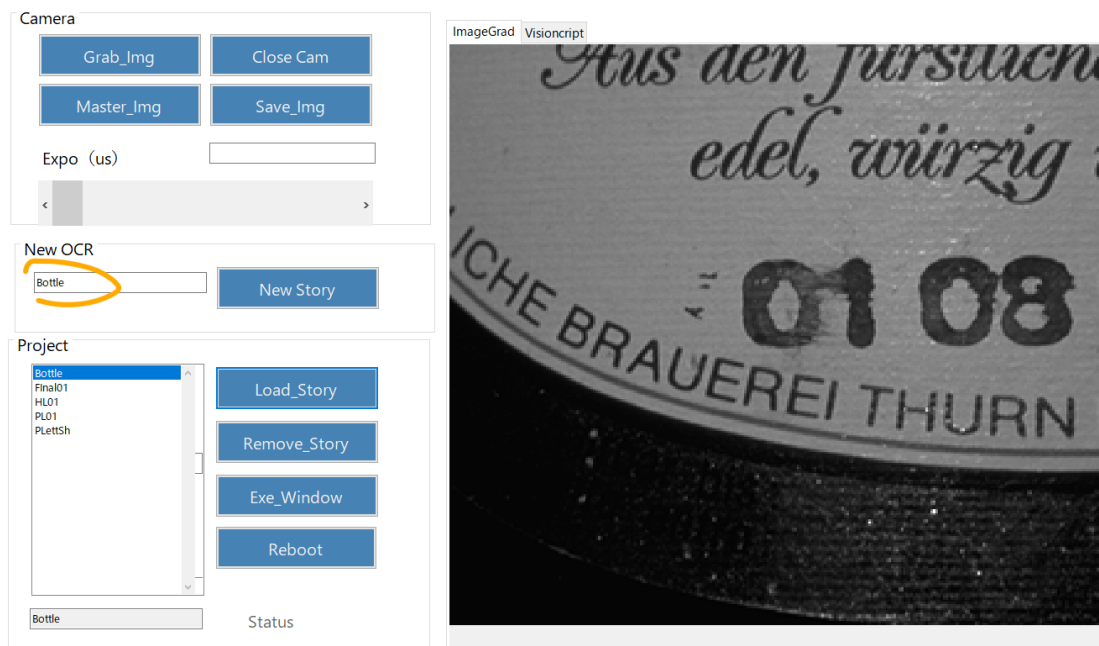 Camera
Grab_Img
Close Cam
Master_Img
Save_Img
Expo（us）
New OCR
Bottle
New Story
Project
Bottle
FInal01
HL01
PL01
PLettSh
Load_Story
Remove_Story
Exe_Window
Reboot
Bottle
Status
ImageGrad
Visioncript
Aus den
edel, würzig
01 08
ICHE BRAUEREI THURN